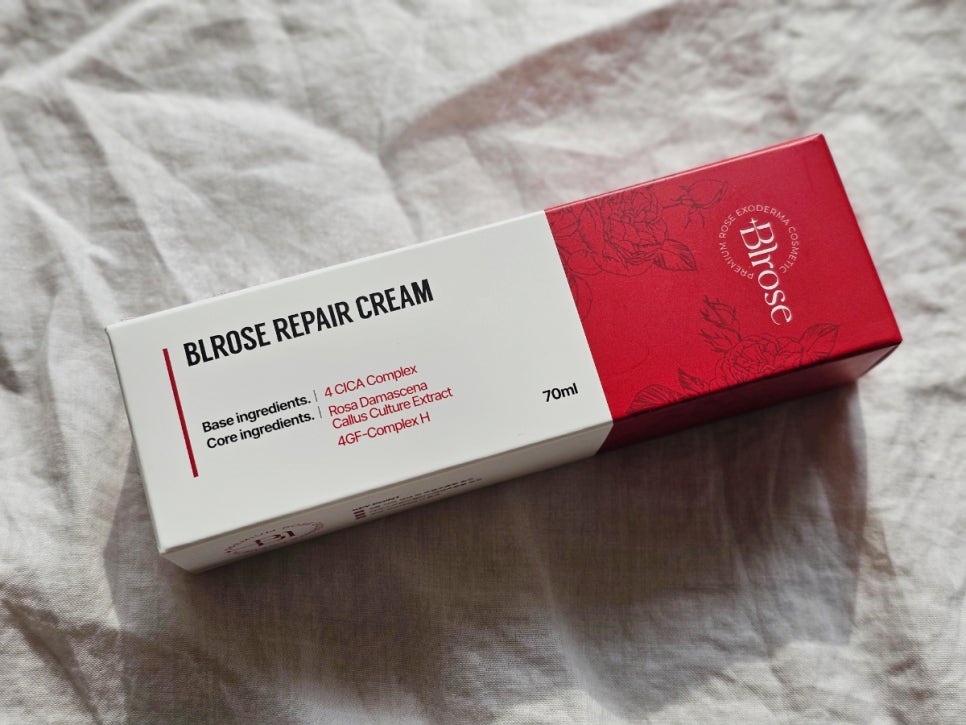 BLROSE REPAIR CREAM
Base ingredients. | 4 CICA Complex
Core ingredients. | Rosa Damascena
Callus Culture Extract
4GF-Complex H
70ml
PREMIUM ROSE EXODERMA COSMETIC
Blrose